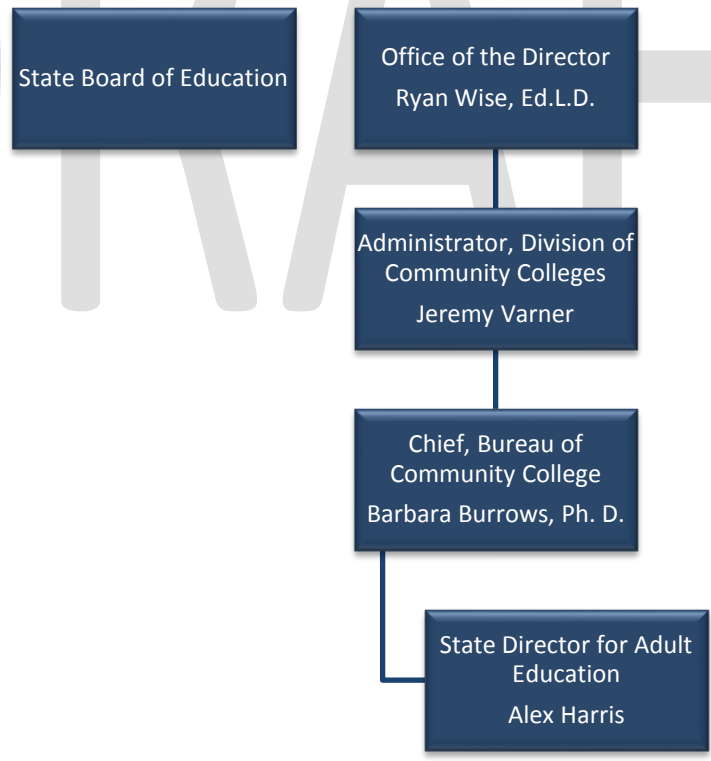 State Board of Education
Office of the Director
Ryan Wise, Ed.L.D.
Administrator, Division of
Community Colleges
Jeremy Varner
Chief, Bureau of
Community College
Barbara Burrows, Ph. D.
State Director for Adult
Education
Alex Harris